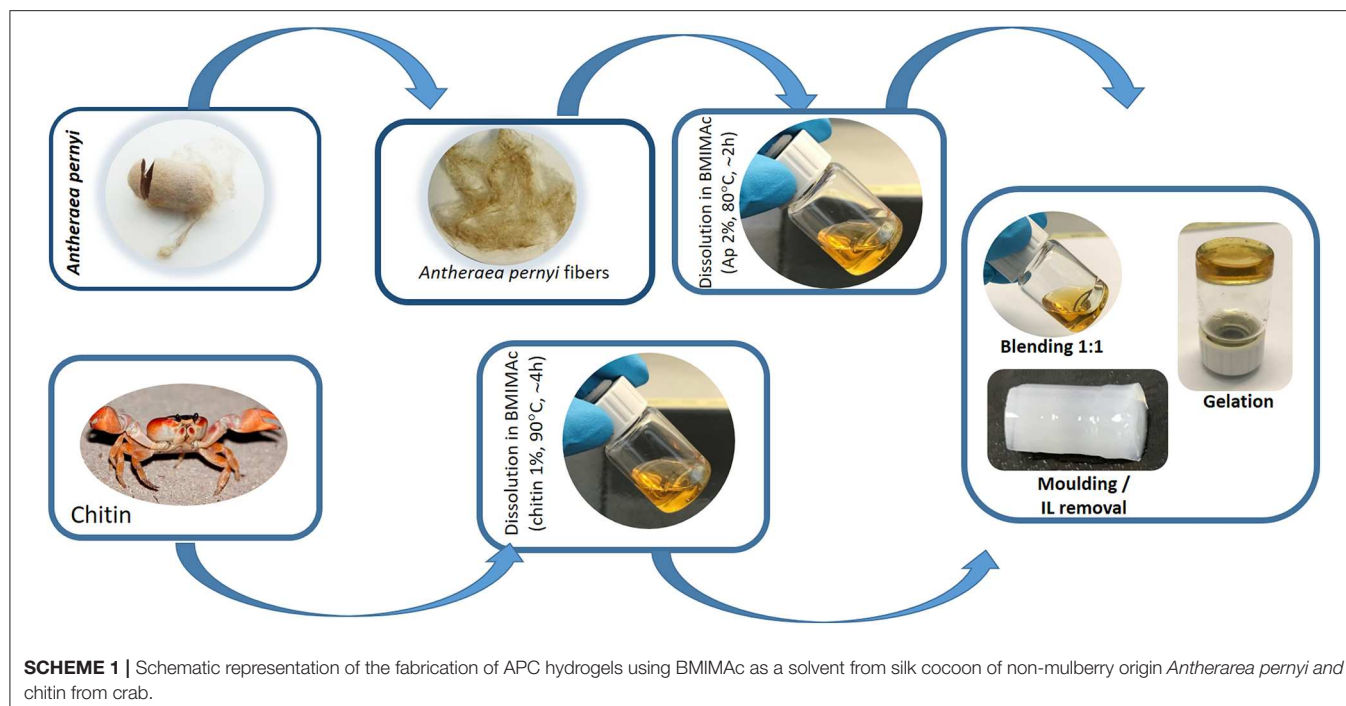 Antheraea pernyi
Antheraea pernyi fibers
Dissolution in BMIMAc
(Ap 2%, 80°C, ~2h)
Chitin
Dissolution in BMIMAc
(chitin 1%, 90°C, ~4h)
Blending 1:1
Gelation
Moulding /
IL removal
SCHEME 1 | Schematic representation of the fabrication of APC hydrogels using BMIMAc as a solvent from silk cocoon of non-mulberry origin Antherarea pernyi and
chitin from crab.